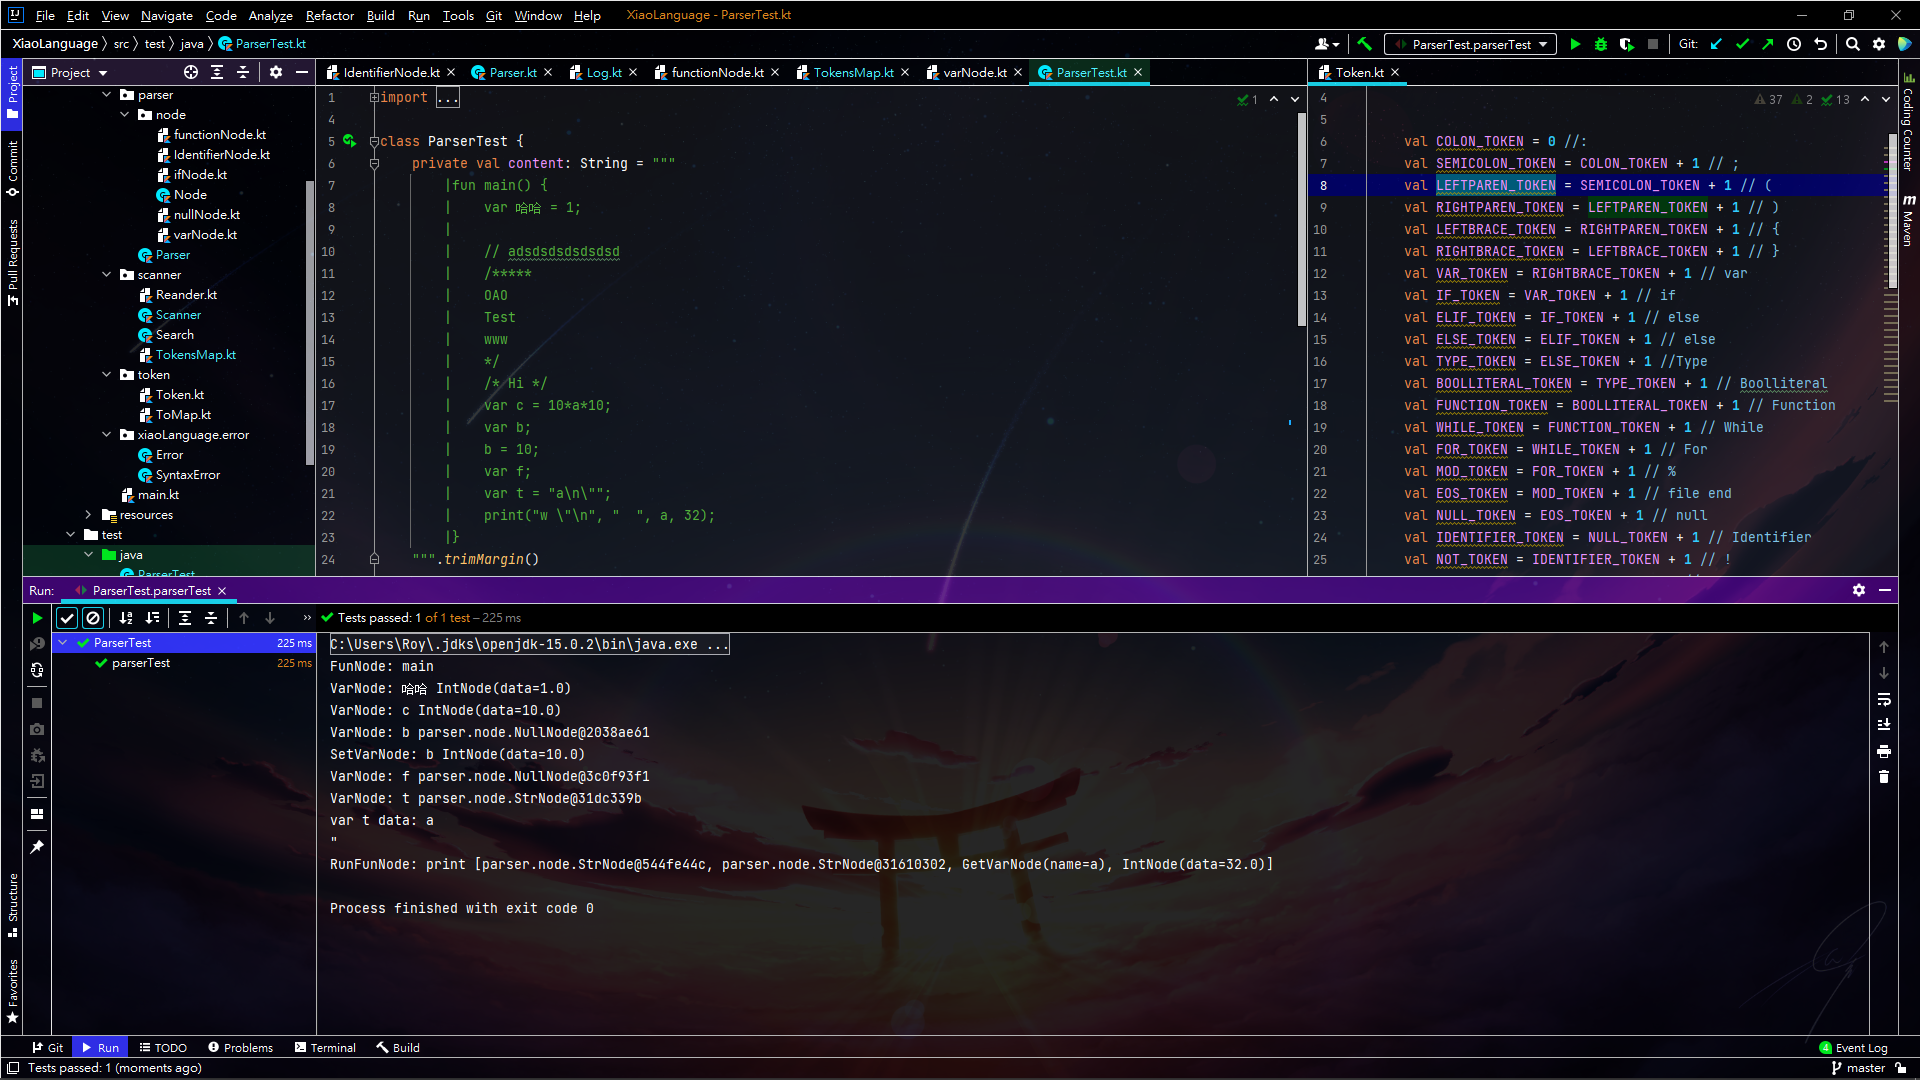 File Edit View Navigate Code Analyze Refactor Build Run Tools Git Window Help XiaoLanguage - ParserTest.kt
XiaoLanguage src test java ParserTest.kt
ParserTest.parserTest Git:
Project
IdentifierNode.kt Parser.kt Log.kt functionNode.kt TokensMap.kt varNode.kt ParserTest.kt
Token.kt
Project
Commit
Pull Requests
Structure
Favorites
Coding Counter
Maven
parser
node
functionNode.kt
IdentifierNode.kt
ifNode.kt
Node
nullNode.kt
varNode.kt
Parser
scanner
Reander.kt
Scanner
Search
TokensMap.kt
token
Token.kt
ToMap.kt
xiaoLanguage.error
Error
SyntaxError
main.kt
resources
test
java
ParserTest
1
1 import ...
4
5 class ParserTest {
6 private val content: String = """
7 |fun main() {
8 | var 哈哈 = 1;
9 |
10 | // adsdsdsdsdsdsd
11 | /*****
12 | OAO
13 | Test
14 | www
15 | */
16 | /* Hi */
17 | var c = 10*a*10;
18 | var b;
19 | b = 10;
20 | var f;
21 | var t = "a\n\"";
22 | print("w \"\n", "  ", a, 32);
23 |}
24 """.trimMargin()
37 2 13
4
5
6 val COLON_TOKEN = 0 //:
7 val SEMICOLON_TOKEN = COLON_TOKEN + 1 // ;
8 val LEFTPAREN_TOKEN = SEMICOLON_TOKEN + 1 // (
9 val RIGHTPAREN_TOKEN = LEFTPAREN_TOKEN + 1 // )
10 val LEFTBRACE_TOKEN = RIGHTPAREN_TOKEN + 1 // {
11 val RIGHTBRACE_TOKEN = LEFTBRACE_TOKEN + 1 // }
12 val VAR_TOKEN = RIGHTBRACE_TOKEN + 1 // var
13 val IF_TOKEN = VAR_TOKEN + 1 // if
14 val ELIF_TOKEN = IF_TOKEN + 1 // else
15 val ELSE_TOKEN = ELIF_TOKEN + 1 // else
16 val TYPE_TOKEN = ELSE_TOKEN + 1 //Type
17 val BOOLLITERAL_TOKEN = TYPE_TOKEN + 1 // Boolliteral
18 val FUNCTION_TOKEN = BOOLLITERAL_TOKEN + 1 // Function
19 val WHILE_TOKEN = FUNCTION_TOKEN + 1 // While
20 val FOR_TOKEN = WHILE_TOKEN + 1 // For
21 val MOD_TOKEN = FOR_TOKEN + 1 // %
22 val EOS_TOKEN = MOD_TOKEN + 1 // file end
23 val NULL_TOKEN = EOS_TOKEN + 1 // null
24 val IDENTIFIER_TOKEN = NULL_TOKEN + 1 // Identifier
25 val NOT_TOKEN = IDENTIFIER_TOKEN + 1 // !
Run: ParserTest.parserTest
Tests passed: 1 of 1 test – 225 ms
ParserTest 225 ms
parserTest 225 ms
C:\Users\Roy\.jdks\openjdk-15.0.2\bin\java.exe ...
FunNode: main
VarNode: 哈哈 IntNode(data=1.0)
VarNode: c IntNode(data=10.0)
VarNode: b parser.node.NullNode@2038ae61
SetVarNode: b IntNode(data=10.0)
VarNode: f parser.node.NullNode@3c0f93f1
VarNode: t parser.node.StrNode@31dc339b
var t data: a
"
RunFunNode: print [parser.node.StrNode@544fe44c, parser.node.StrNode@31610302, GetVarNode(name=a), IntNode(data=32.0)]
Process finished with exit code 0
Git Run TODO Problems Terminal Build
4 Event Log
Tests passed: 1 (moments ago)
master